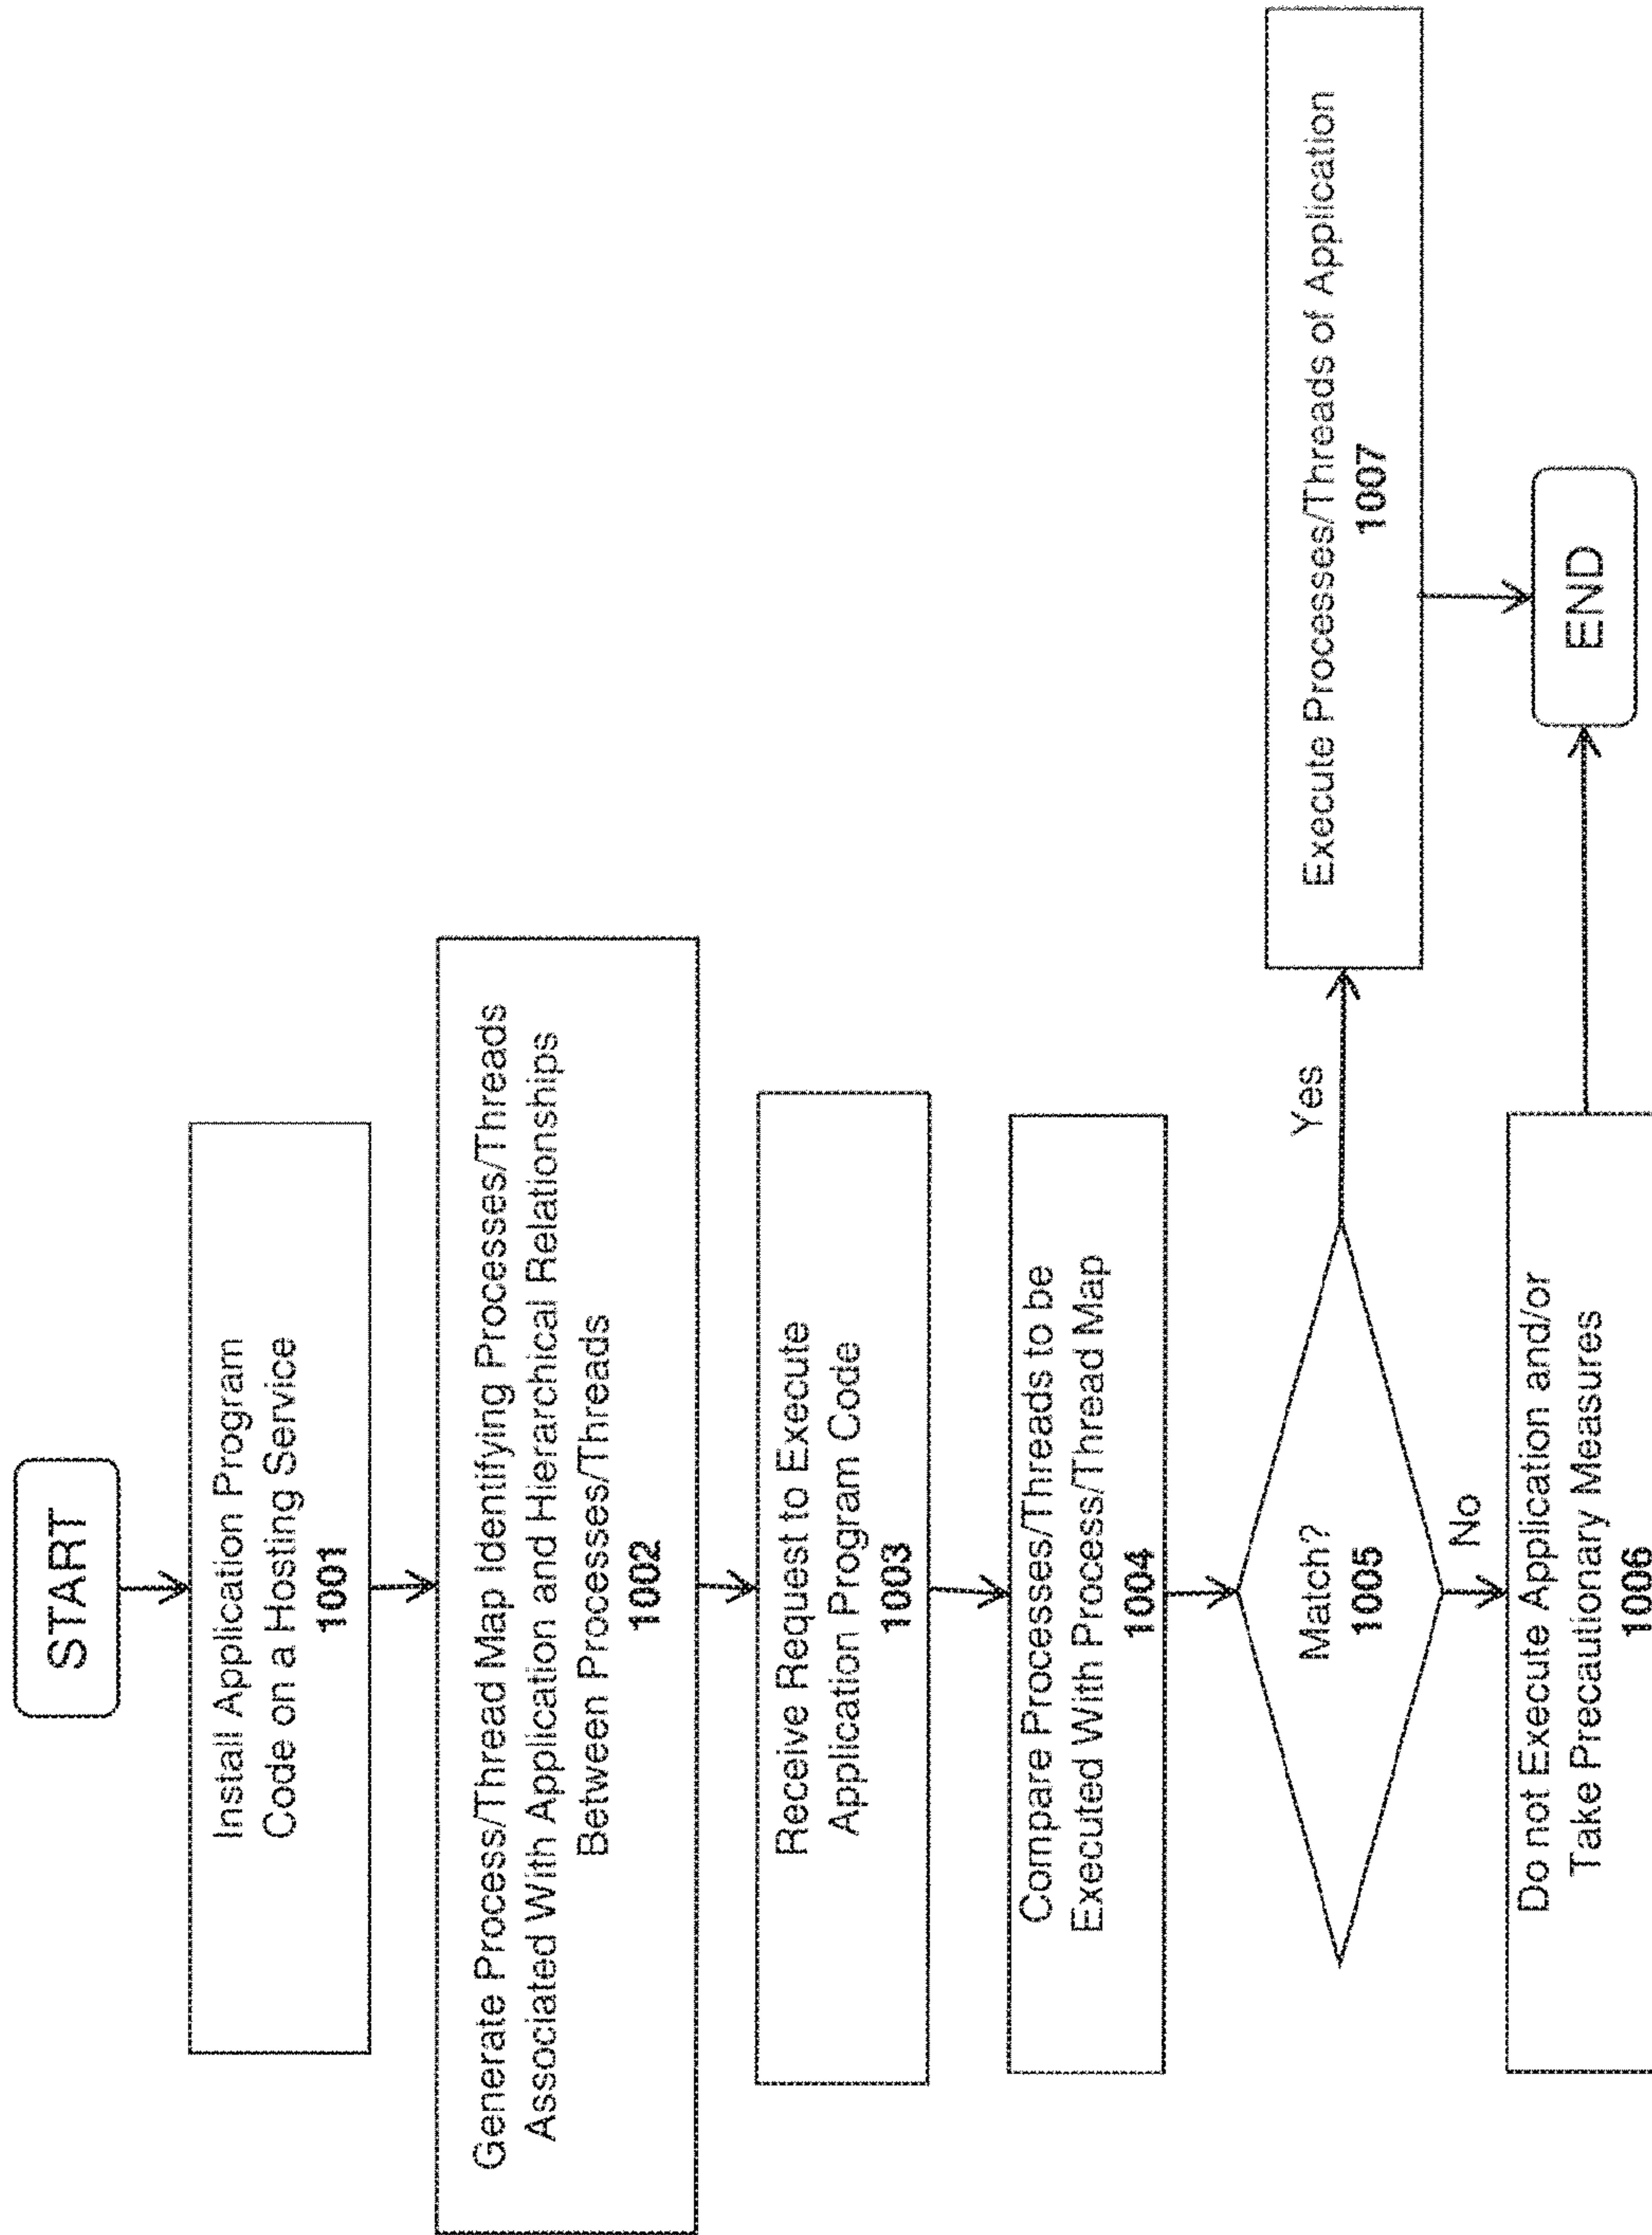 START
Install Application Program
Code on a Hosting Service
1001
Generate Process/Thread Map Identifying Processes/Threads
Associated With Application and Hierarchical Relationships
Between Processes/Threads
1002
Receive Request to Execute
Application Program Code
1003
Compare Processes/Threads to be
Executed With Process/Thread Map
1004
Match?
1005
Yes
No
Execute Processes/Threads of Application
1007
Do not Execute Application and/or
Take Precautionary Measures
1006
END